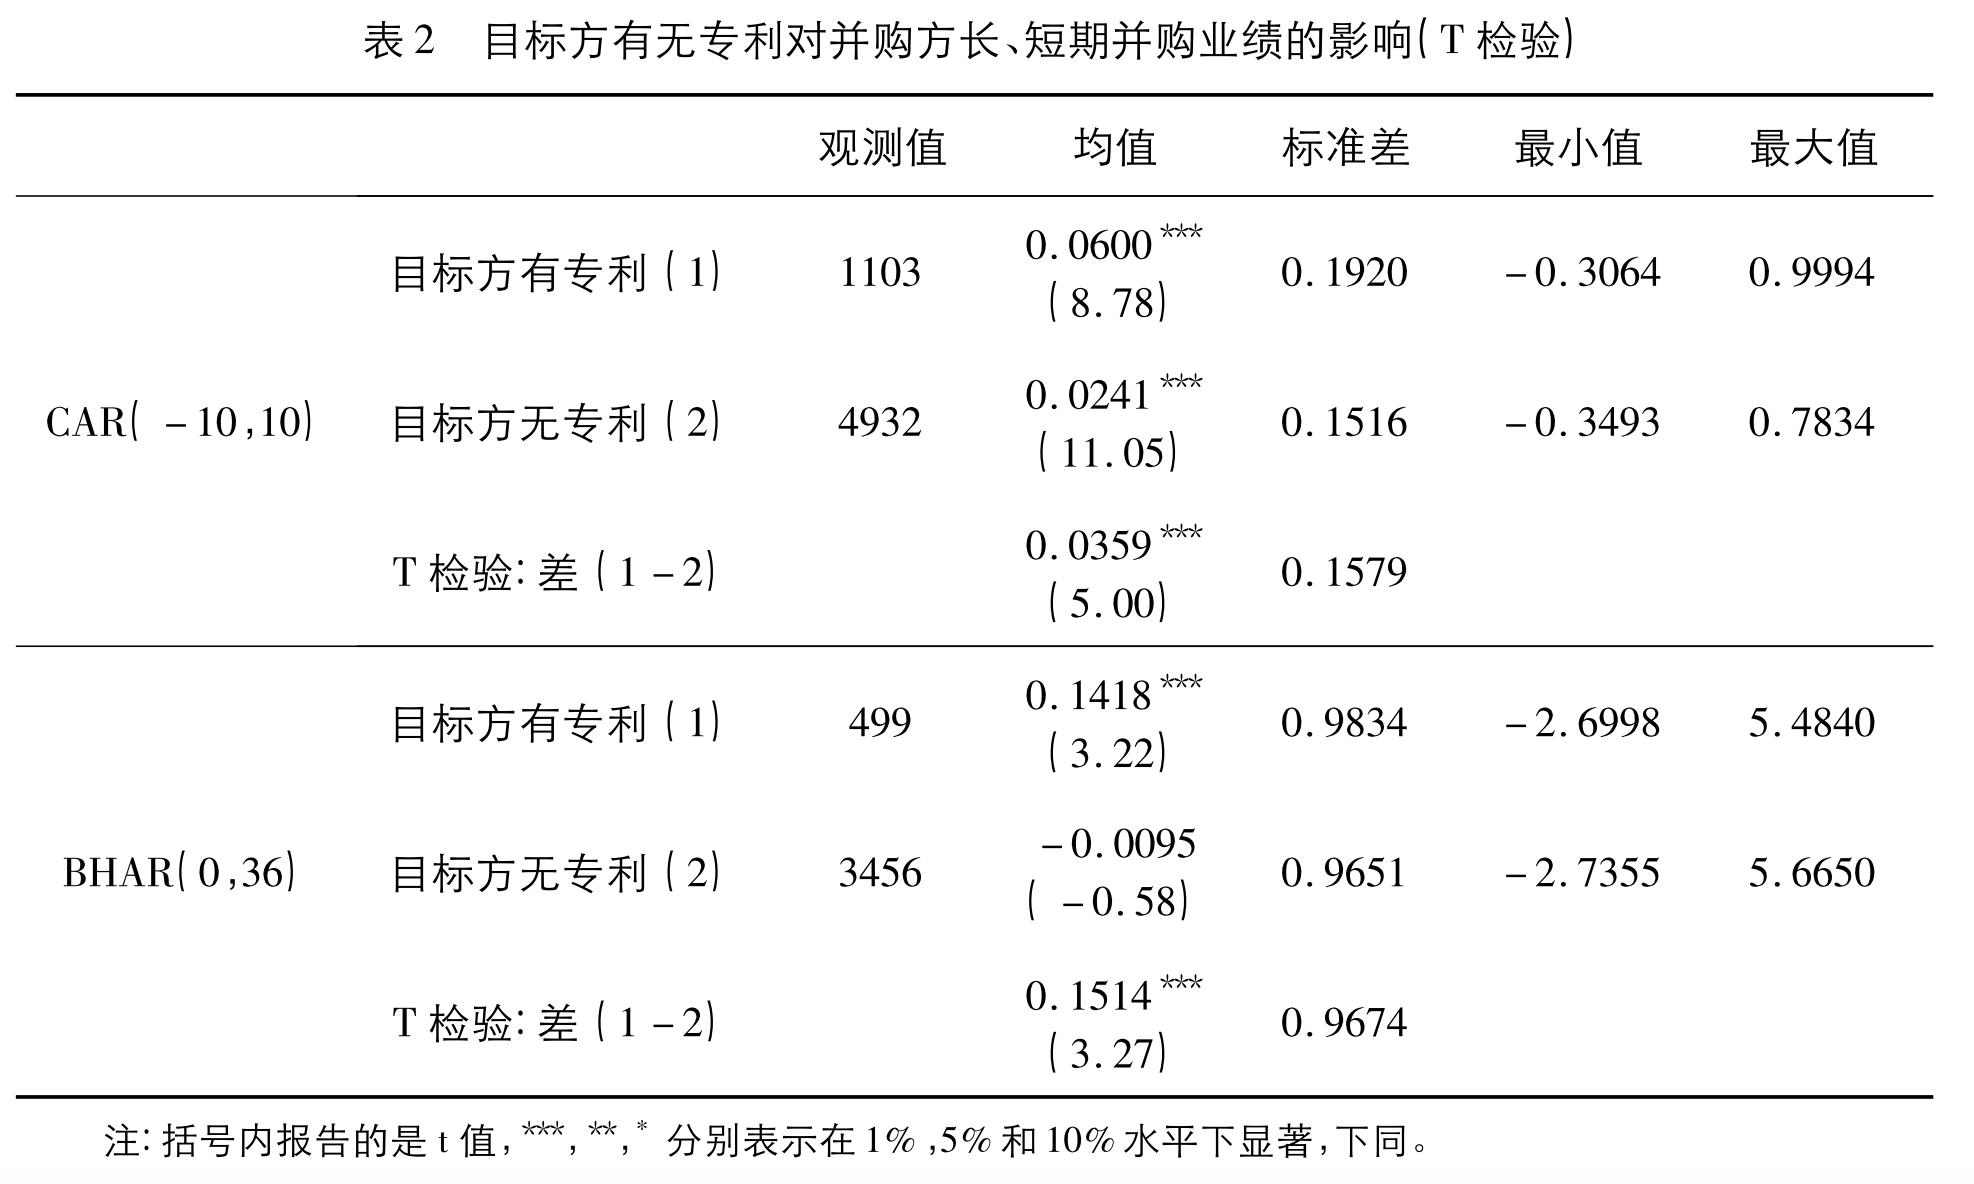 表2 目标方有无专利对并购方长、短期并购业绩的影响(T 检验)
观测值 均值 标准差 最小值 最大值
目标方有专利(1) 1103 0.0600*** 0.1920 -0.3064 0.9994
(8.78)
CAR(-10,10) 目标方无专利(2) 4932 0.0241*** 0.1516 -0.3493 0.7834
(11.05)
T 检验:差(1-2) 0.0359*** 0.1579
(5.00)
目标方有专利(1) 499 0.1418*** 0.9834 -2.6998 5.4840
(3.22)
BHAR(0,36) 目标方无专利(2) 3456 -0.0095 0.9651 -2.7355 5.6650
(-0.58)
T 检验:差(1-2) 0.1514*** 0.9674
(3.27)
注:括号内报告的是 t 值,***,**,* 分别表示在1%,5%和10%水平下显著,下同。